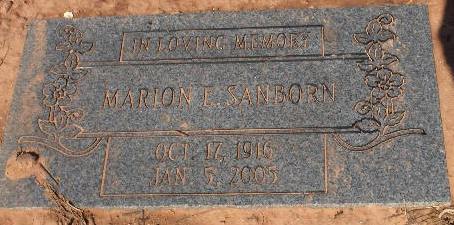 IN LOVING MEMORY
MARION E. SANBORN
OCT. 17, 1916
JAN 5, 2005